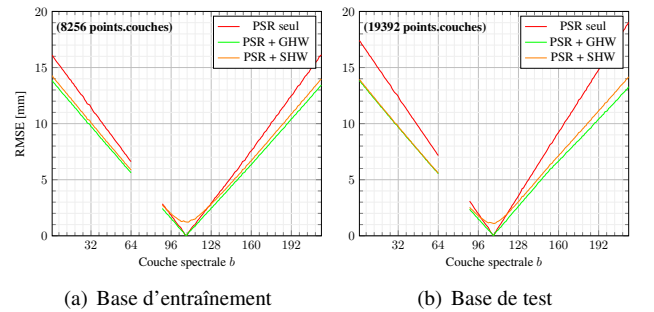 (8256 points.couches)
PSR seul
PSR + GHW
PSR + SHW
20
15
10
5
0
RMSE [mm]
32 64 96 128 160 192
Couche spectrale b
(a) Base d'entraînement
(19392 points.couches)
PSR seul
PSR + GHW
PSR + SHW
20
15
10
5
0
32 64 96 128 160 192
Couche spectrale b
(b) Base de test